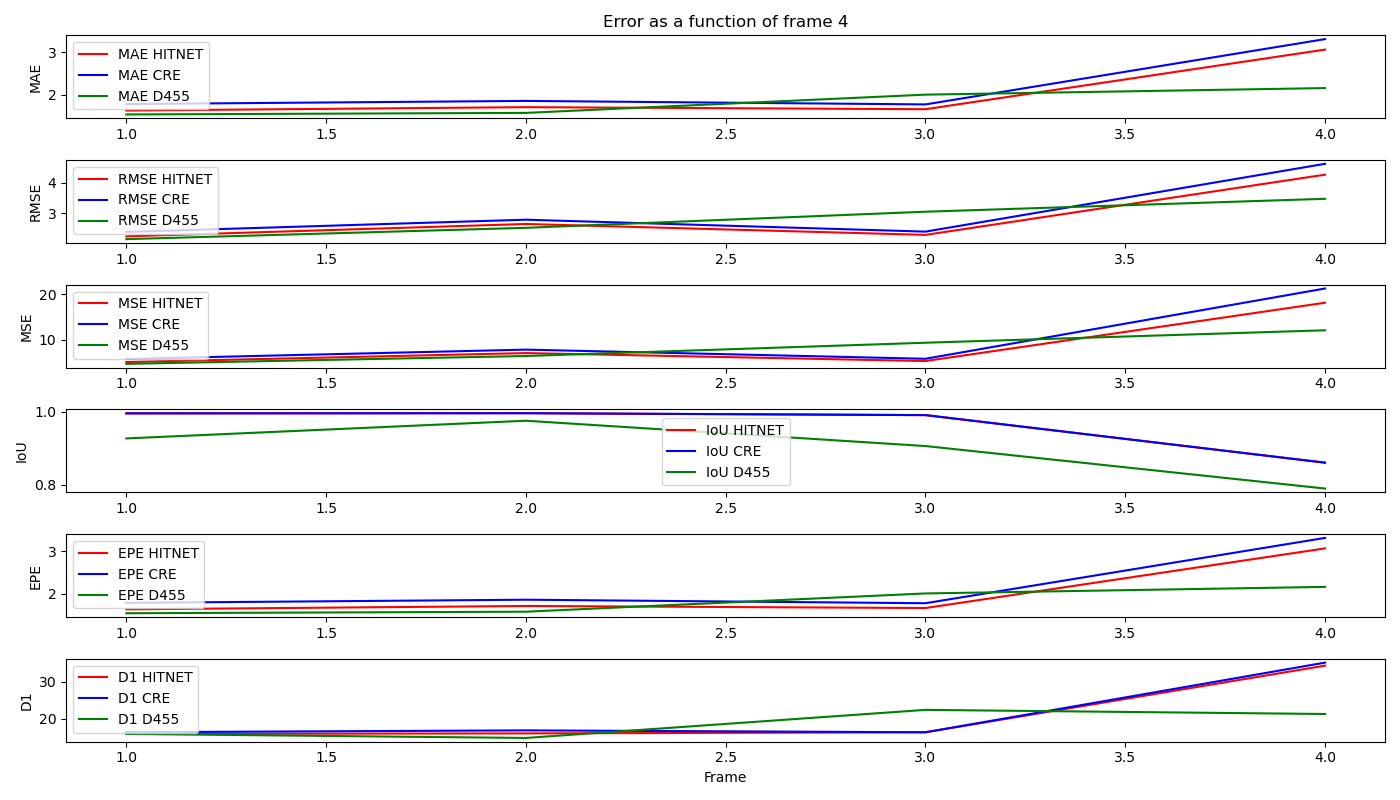 Error as a function of frame 4
3
2
MAE
MAE HITNET
MAE CRE
MAE D455
1.0 1.5 2.0 2.5 3.0 3.5 4.0
4
3
RMSE
RMSE HITNET
RMSE CRE
RMSE D455
1.0 1.5 2.0 2.5 3.0 3.5 4.0
20
10
MSE
MSE HITNET
MSE CRE
MSE D455
1.0 1.5 2.0 2.5 3.0 3.5 4.0
1.0
0.8
IoU
IoU HITNET
IoU CRE
IoU D455
1.0 1.5 2.0 2.5 3.0 3.5 4.0
3
2
EPE
EPE HITNET
EPE CRE
EPE D455
1.0 1.5 2.0 2.5 3.0 3.5 4.0
30
20
D1
D1 HITNET
D1 CRE
D1 D455
1.0 1.5 2.0 2.5 3.0 3.5 4.0
Frame